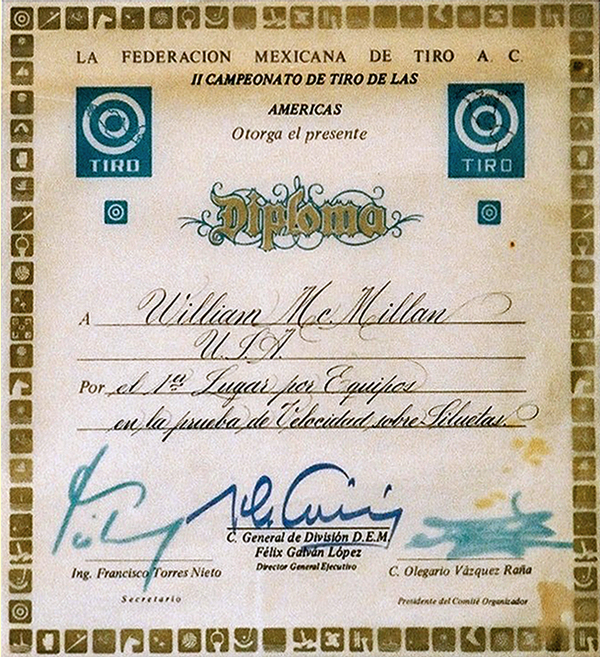 LA FEDERACION MEXICANA DE TIRO A. C.
II CAMPEONATO DE TIRO DE LAS
AMERICAS
Otorga el presente
TIRO
TIRO
Diploma
A William Mc. Millan
U.S.A.
Por el 1er Lugar por Equipos
en la prueba de Velocidad sobre Siluetas.
C. General de División D.E.M.
Félix Galván López
Director General Ejecutivo
Ing. Francisco Torres Nieto
Secretario
C. Olegario Vázquez Raña
Presidente del Comité Organizador